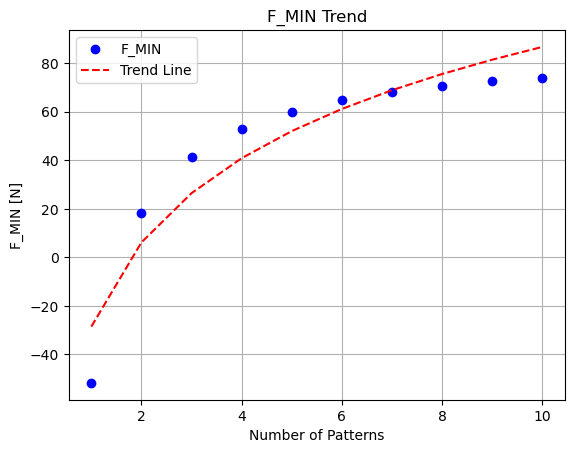 F_MIN Trend
F_MIN
Trend Line
F_MIN [N]
80
60
40
20
0
−20
−40
2
4
6
8
10
Number of Patterns